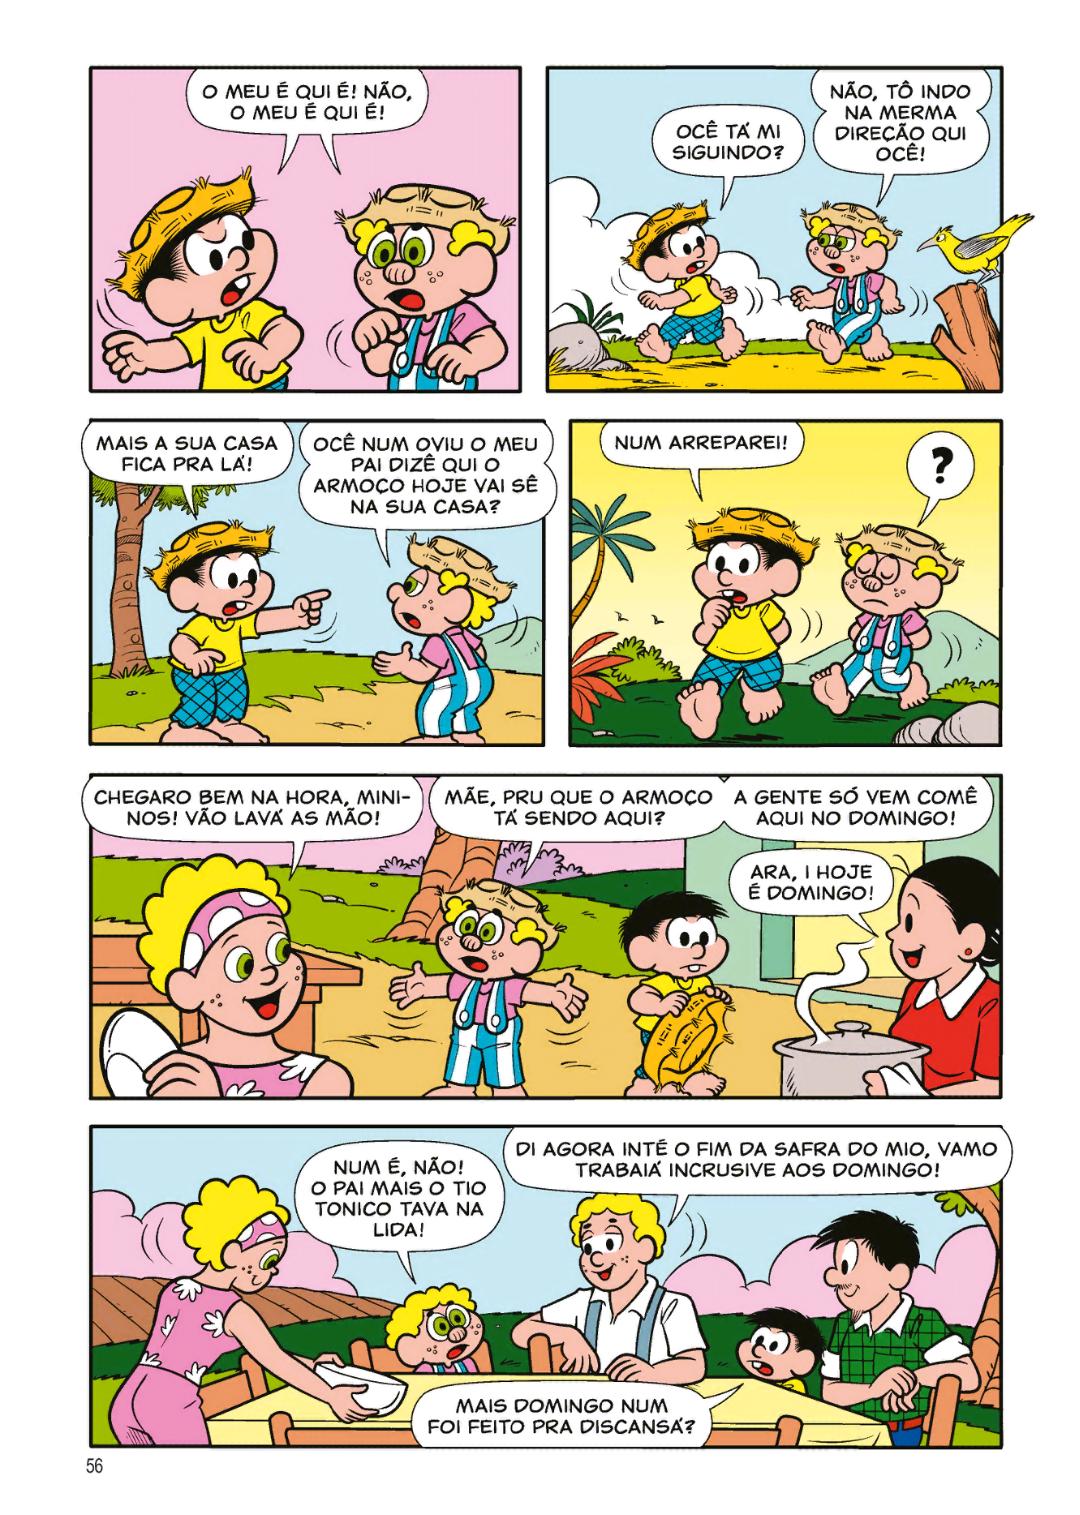 O MEU É QUI É! NÃO,
O MEU É QUI É!
OCÊ TÁ MI
SIGUINDO?
NÃO, TÔ INDO
NA MERMA
DIREÇÃO QUI
OCÊ!
MAIS A SUA CASA
FICA PRA LÁ!
OCÊ NUM OVIU O MEU
PAI DIZÊ QUI O
ARMOÇO HOJE VAI SÊ
NA SUA CASA?
NUM ARREPAREI!
?
CHEGARO BEM NA HORA, MINI-
NOS! VÃO LAVÁ AS MÃO!
MÃE, PRU QUE O ARMOÇO
TÁ SENDO AQUI?
A GENTE SÓ VEM COMÊ
AQUI NO DOMINGO!
ARA, I HOJE
É DOMINGO!
NUM É, NÃO!
O PAI MAIS O TIO
TONICO TAVA NA
LIDA!
DI AGORA INTÉ O FIM DA SAFRA DO MIO, VAMO
TRABAIÁ INCRUSIVE AOS DOMINGO!
MAIS DOMINGO NUM
FOI FEITO PRA DISCANSÁ?
56